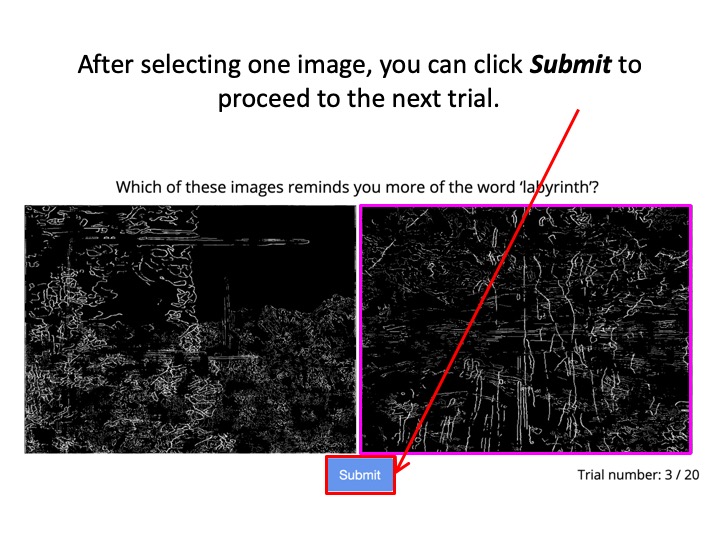 After selecting one image, you can click Submit to
proceed to the next trial.
Which of these images reminds you more of the word ‘labyrinth’?
Submit
Trial number: 3 / 20